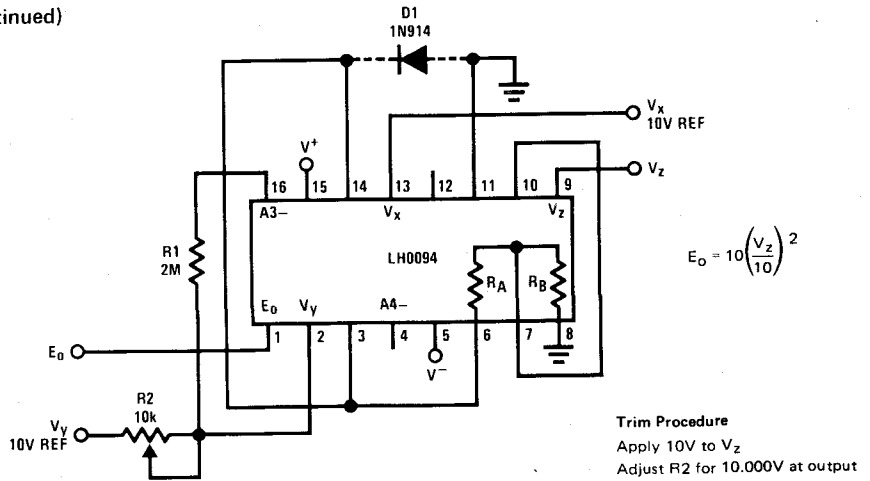 tinued)
D1
1N914
Vx
10V REF
V+
Vz
16 15 14 13 12 11 10 9
A3– Vx Vz
R1
2M
LH0094
RA RB
Eo = 10(Vz/10)2
Eo Vy A4–
1 2 3 4 5 6 7 8
Eo
V–
R2
10k
Vy
10V REF
Trim Procedure
Apply 10V to Vz
Adjust R2 for 10.000V at output